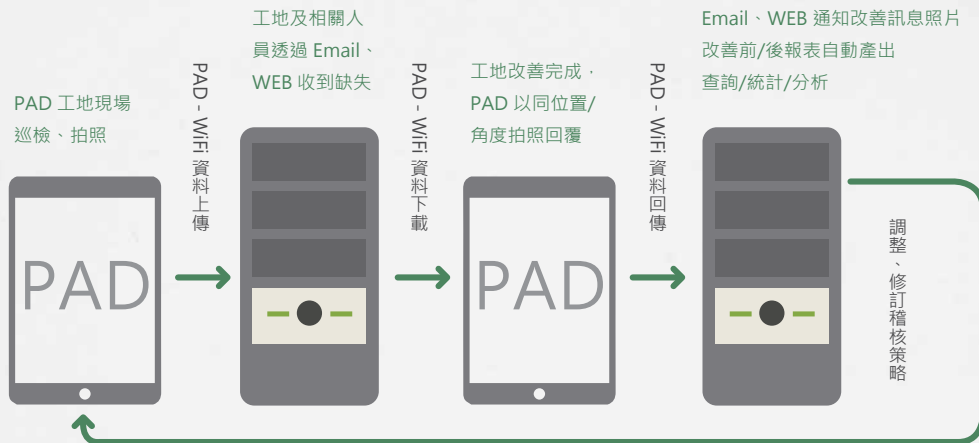 PAD 工地現場
巡檢、拍照
PAD
PAD - WiFi 資料上傳
工地及相關人
員透過 Email、
WEB 收到缺失
PAD - WiFi 資料下載
工地改善完成，
PAD 以同位置/
角度拍照回覆
PAD
PAD - WiFi 資料回傳
Email、WEB 通知改善訊息照片
改善前/後報表自動產出
查詢/統計/分析
調整、修訂稽核策略